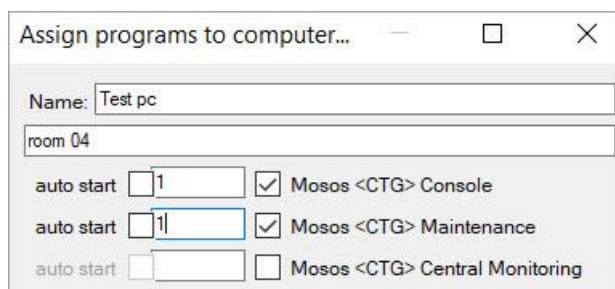 Assign programs to computer...
Name: Test pc
room 04
auto start 1 Mosos <CTG> Console
auto start 1 Mosos <CTG> Maintenance
auto start Mosos <CTG> Central Monitoring